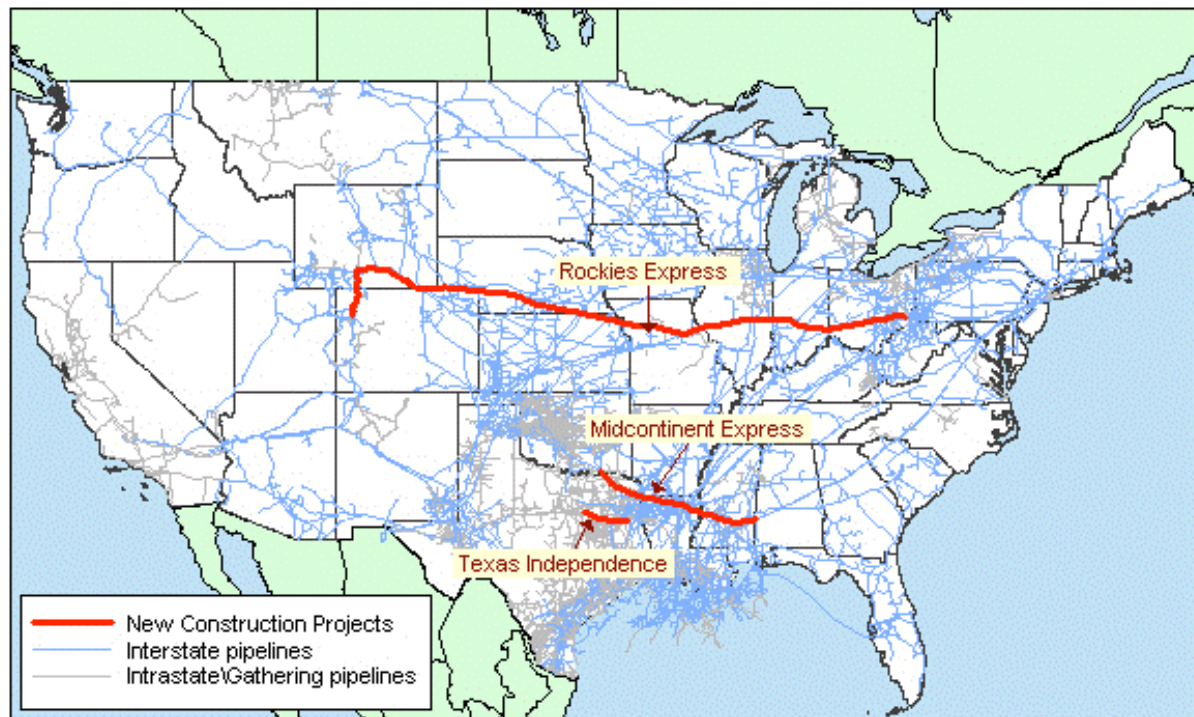 Rockies Express
Midcontinent Express
Texas Independence
New Construction Projects
Interstate pipelines
Intrastate\Gathering pipelines